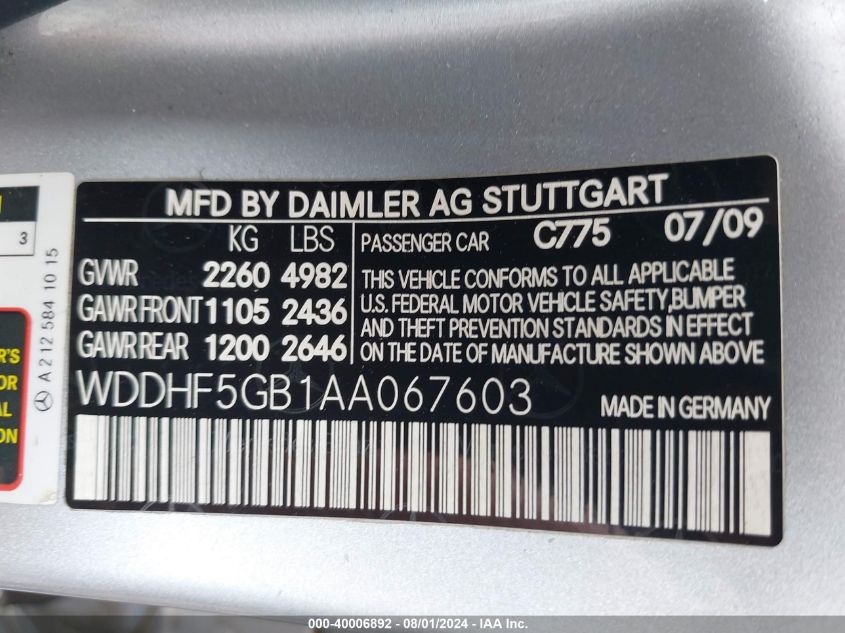 MFD BY DAIMLER AG STUTTGART
KG LBS
GVWR 2260 4982
GAWR FRONT 1105 2436
GAWR REAR 1200 2646
PASSENGER CAR C775 07/09
THIS VEHICLE CONFORMS TO ALL APPLICABLE
U.S. FEDERAL MOTOR VEHICLE SAFETY,BUMPER
AND THEFT PREVENTION STANDARDS IN EFFECT
ON THE DATE OF MANUFACTURE SHOWN ABOVE
WDDHF5GB1AA067603 MADE IN GERMANY
3
A 212 584 10 15
000-40006892 - 08/01/2024 - IAA Inc.